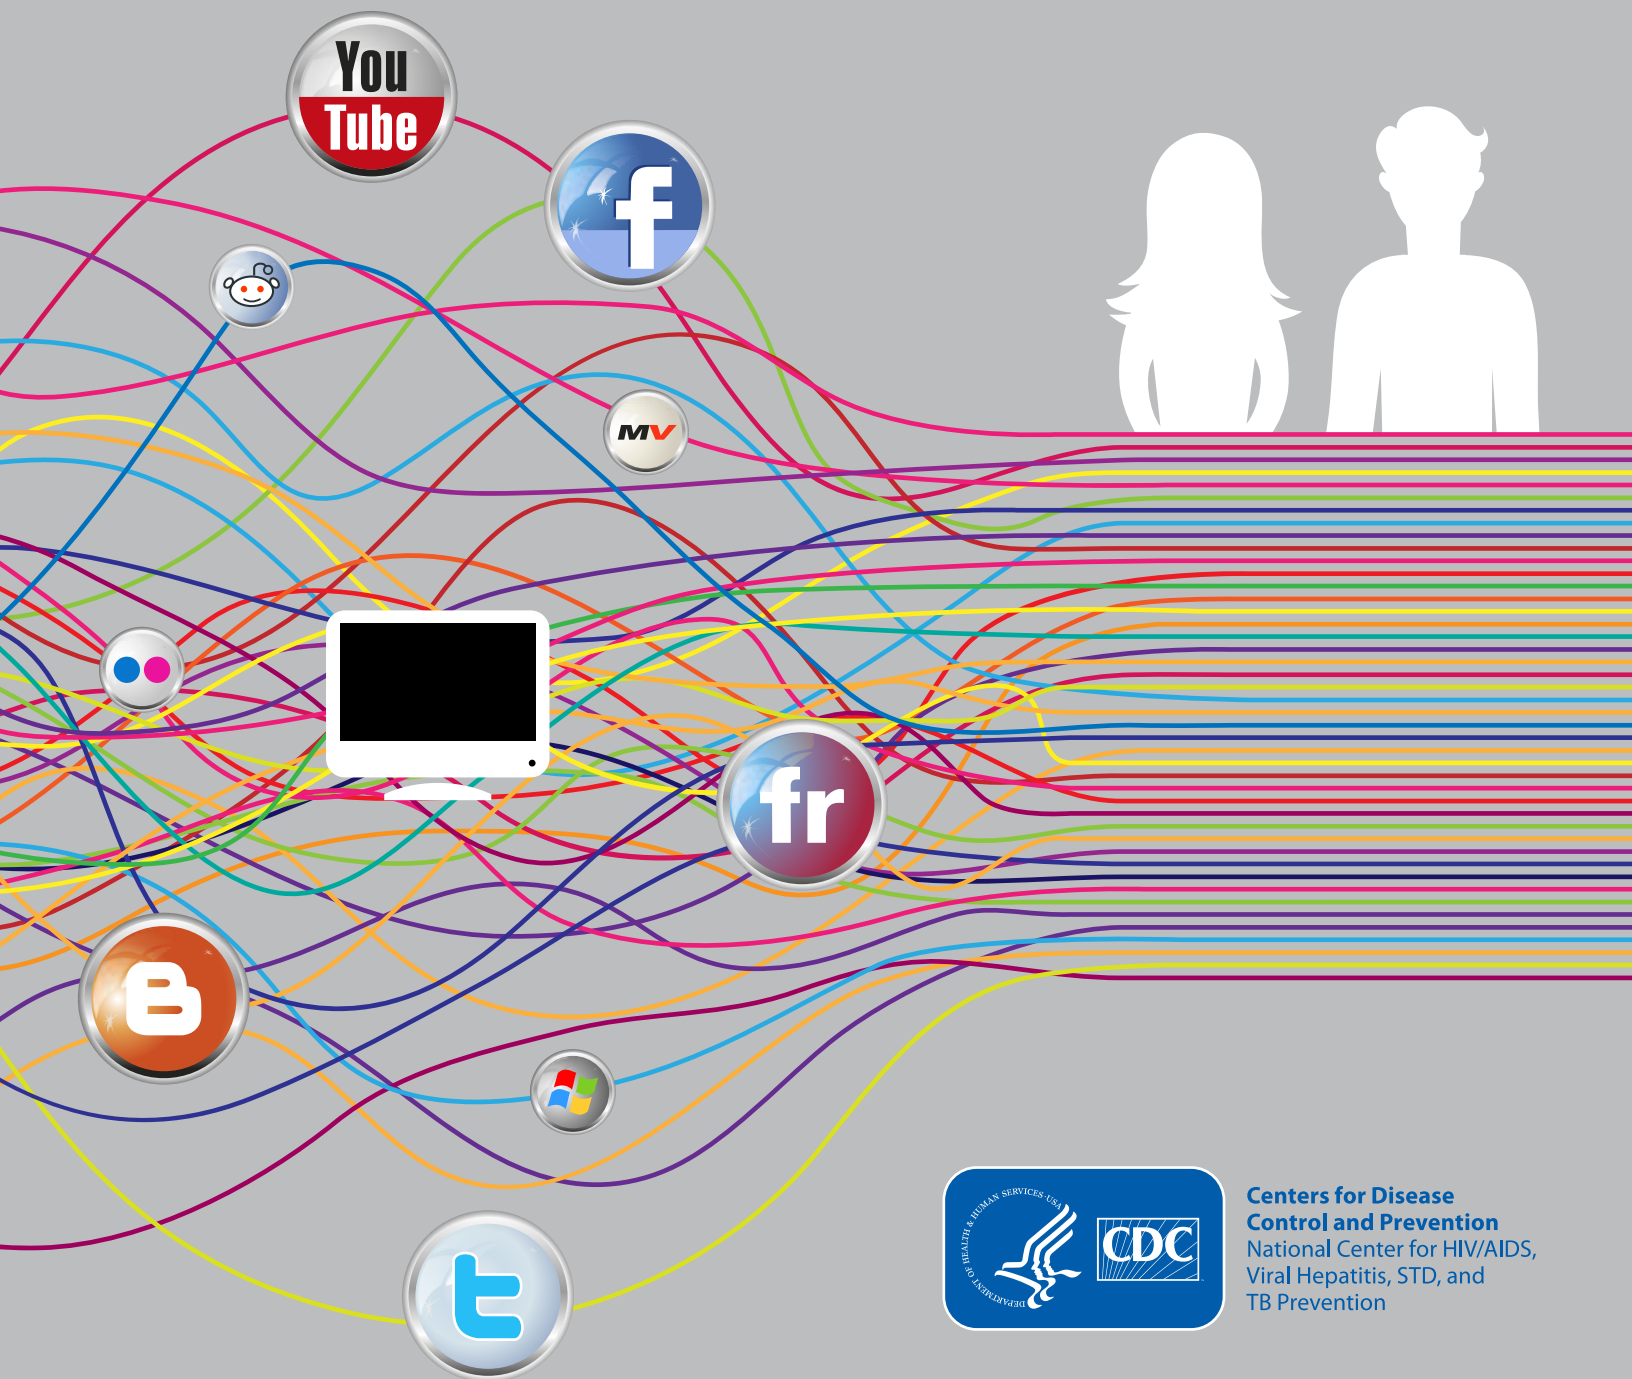 You
Tube
f
MV
fr
B
t
DEPARTMENT OF HEALTH & HUMAN SERVICES·USA
CDC
Centers for Disease
Control and Prevention
National Center for HIV/AIDS,
Viral Hepatitis, STD, and
TB Prevention